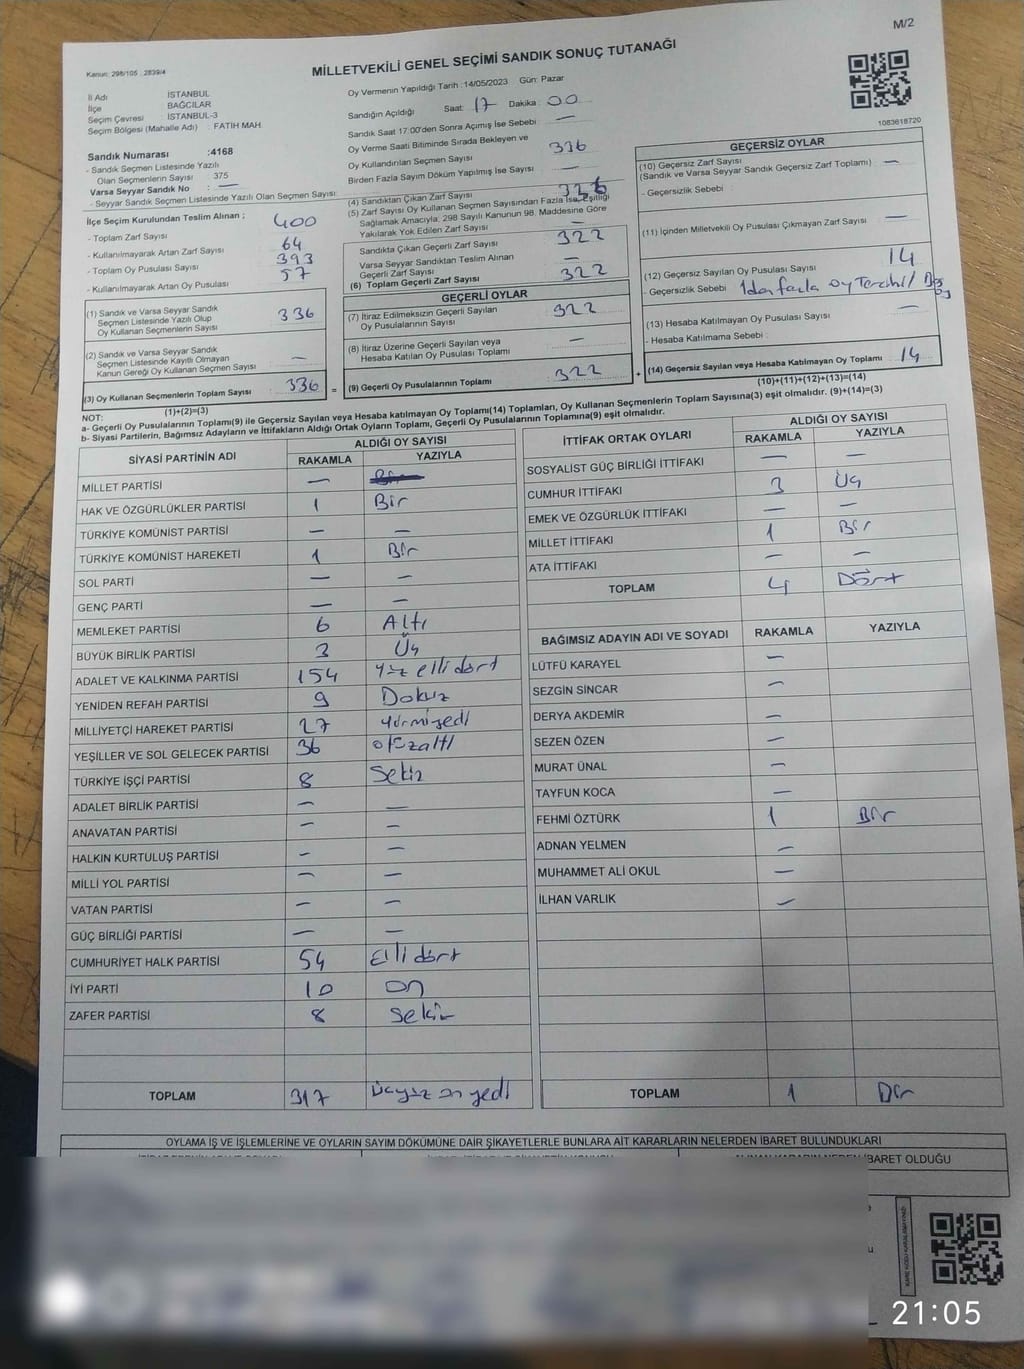 M/2
Kanun: 298/105 : 2839/4
MİLLETVEKİLİ GENEL SEÇİMİ SANDIK SONUÇ TUTANAĞI
İl Adı İSTANBUL
İlçe BAĞCILAR
Seçim Çevresi İSTANBUL-3
Seçim Bölgesi (Mahalle Adı) : FATİH MAH.
Sandık Numarası :4168
- Sandık Seçmen Listesinde Yazılı
Olan Seçmenlerin Sayısı 375
Varsa Seyyar Sandık No : —
- Seyyar Sandık Seçmen Listesinde Yazılı Olan Seçmen Sayısı:
Oy Vermenin Yapıldığı Tarih :14/05/2023 Gün: Pazar
Sandığın Açıldığı Saat: 17 Dakika : 00
Sandık Saat 17:00'den Sonra Açımış İse Sebebi : —
Oy Verme Saati Bitiminde Sırada Bekleyen ve
Oy Kullandırılan Seçmen Sayısı 336
Birden Fazla Sayım Döküm Yapılmış İse Sayısı —
1083618720
İlçe Seçim Kurulundan Teslim Alınan ;
- Toplam Zarf Sayısı 400
- Kullanılmayarak Artan Zarf Sayısı 64
- Toplam Oy Pusulası Sayısı 393
- Kullanılmayarak Artan Oy Pusulası 57
(1) Sandık ve Varsa Seyyar Sandık
Seçmen Listesinde Yazılı Olup
Oy Kullanan Seçmenlerin Sayısı 336
(2) Sandık ve Varsa Seyyar Sandık
Seçmen Listesinde Kayıtlı Olmayan
Kanun Gereği Oy Kullanan Seçmen Sayısı —
(3) Oy Kullanan Seçmenlerin Toplam Sayısı 336 =
(1)+(2)=(3)
(4) Sandıktan Çıkan Zarf Sayısı 336
(5) Zarf Sayısı Oy Kullanan Seçmen Sayısından Fazla İse, Eşitliği
Sağlamak Amacıyla, 298 Sayılı Kanunun 98. Maddesine Göre
Yakılarak Yok Edilen Zarf Sayısı —
Sandıkta Çıkan Geçerli Zarf Sayısı 322
Varsa Seyyar Sandıktan Teslim Alınan
Geçerli Zarf Sayısı —
(6) Toplam Geçerli Zarf Sayısı 322
GEÇERLİ OYLAR
(7) İtiraz Edilmeksizin Geçerli Sayılan
Oy Pusulalarının Sayısı 322
(8) İtiraz Üzerine Geçerli Sayılan veya
Hesaba Katılan Oy Pusulası Toplamı —
(9) Geçerli Oy Pusulalarının Toplamı 322 +
GEÇERSİZ OYLAR
(10) Geçersiz Zarf Sayısı
(Sandık ve Varsa Seyyar Sandık Geçersiz Zarf Toplamı) —
- Geçersizlik Sebebi :
(11) İçinden Milletvekili Oy Pusulası Çıkmayan Zarf Sayısı —
(12) Geçersiz Sayılan Oy Pusulası Sayısı 14
- Geçersizlik Sebebi 1den fazla oy Tercihi
(13) Hesaba Katılmayan Oy Pusulası Sayısı —
- Hesaba Katılmama Sebebi :
(14) Geçersiz Sayılan veya Hesaba Katılmayan Oy Toplamı 14
(10)+(11)+(12)+(13)=(14)
NOT:
a- Geçerli Oy Pusulalarının Toplamı(9) ile Geçersiz Sayılan veya Hesaba katılmayan Oy Toplamı(14) Toplamları, Oy Kullanan Seçmenlerin Toplam Sayısına(3) eşit olmalıdır. (9)+(14)=(3)
b- Siyasi Partilerin, Bağımsız Adayların ve İttifakların Aldığı Ortak Oyların Toplamı, Geçerli Oy Pusulalarının Toplamına(9) eşit olmalıdır.
SİYASİ PARTİNİN ADI ALDIĞI OY SAYISI
RAKAMLA YAZIYLA
MİLLET PARTİSİ —
HAK VE ÖZGÜRLÜKLER PARTİSİ 1 Bir
TÜRKİYE KOMÜNİST PARTİSİ — —
TÜRKİYE KOMÜNİST HAREKETİ 1 Bir
SOL PARTİ — —
GENÇ PARTİ — —
MEMLEKET PARTİSİ 6 Altı
BÜYÜK BİRLİK PARTİSİ 3 Üç
ADALET VE KALKINMA PARTİSİ 154 Yüz elli dört
YENİDEN REFAH PARTİSİ 9 Dokuz
MİLLİYETÇİ HAREKET PARTİSİ 27 Yirmi yedi
YEŞİLLER VE SOL GELECEK PARTİSİ 36 otuzaltı
TÜRKİYE İŞÇİ PARTİSİ 8 Sekiz
ADALET BİRLİK PARTİSİ — —
ANAVATAN PARTİSİ — —
HALKIN KURTULUŞ PARTİSİ — —
MİLLİ YOL PARTİSİ — —
VATAN PARTİSİ — —
GÜÇ BİRLİĞİ PARTİSİ — —
CUMHURİYET HALK PARTİSİ 54 Elli dört
İYİ PARTİ 10 On
ZAFER PARTİSİ 8 Sekiz
TOPLAM 317 Üçyüz on yedi
İTTİFAK ORTAK OYLARI ALDIĞI OY SAYISI
RAKAMLA YAZIYLA
SOSYALİST GÜÇ BİRLİĞİ İTTİFAKI — —
CUMHUR İTTİFAKI 3 Üç
EMEK VE ÖZGÜRLÜK İTTİFAKI — —
MİLLET İTTİFAKI 1 Bir
ATA İTTİFAKI — —
TOPLAM 4 Dört
BAĞIMSIZ ADAYIN ADI VE SOYADI RAKAMLA YAZIYLA
LÜTFÜ KARAYEL —
SEZGİN SİNCAR —
DERYA AKDEMİR —
SEZEN ÖZEN —
MURAT ÜNAL —
TAYFUN KOCA —
FEHMİ ÖZTÜRK 1 Bir
ADNAN YELMEN —
MUHAMMET ALİ OKUL —
İLHAN VARLIK —
TOPLAM 1 Bir
OYLAMA İŞ VE İŞLEMLERİNE VE OYLARIN SAYIM DÖKÜMÜNE DAİR ŞİKAYETLERLE BUNLARA AİT KARARLARIN NELERDEN İBARET BULUNDUKLARI
İBARET OLDUĞU
21:05